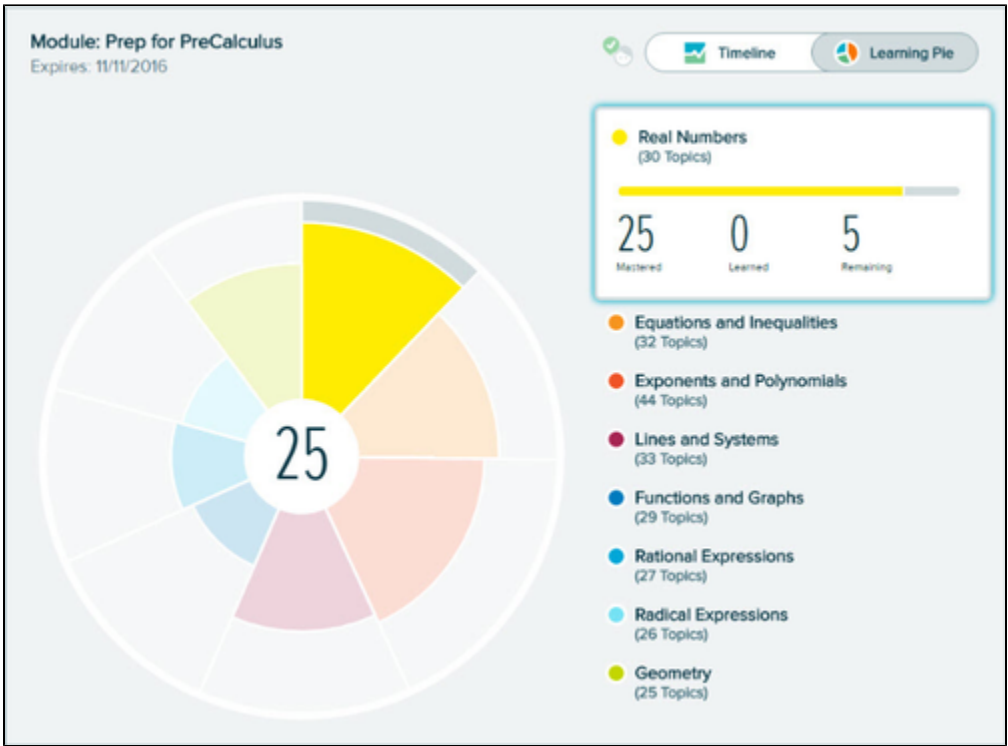 Module: Prep for PreCalculus
Expires: 11/11/2016
Timeline
Learning Pie
Real Numbers
(30 Topics)
25 0 5
Mastered Learned Remaining
25
Equations and Inequalities
(32 Topics)
Exponents and Polynomials
(44 Topics)
Lines and Systems
(33 Topics)
Functions and Graphs
(29 Topics)
Rational Expressions
(27 Topics)
Radical Expressions
(26 Topics)
Geometry
(25 Topics)